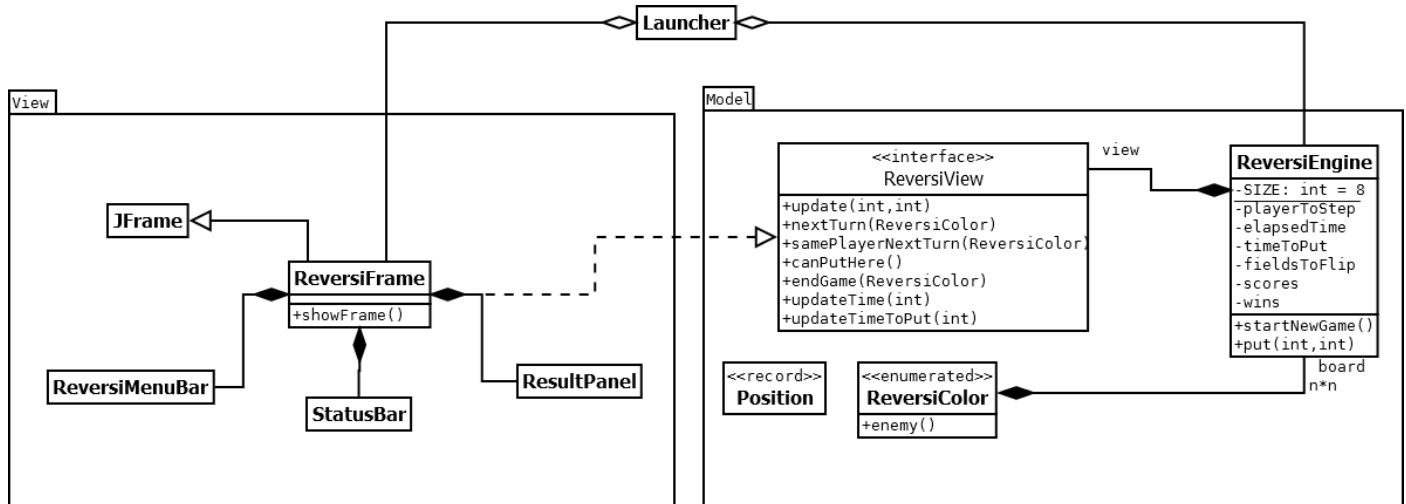 Launcher
View
JFrame
ReversiFrame
+showFrame()
ReversiMenuBar
StatusBar
ResultPanel
Model
<<interface>>
ReversiView
+update(int,int)
+nextTurn(ReversiColor)
+samePlayerNextTurn(ReversiColor)
+canPutHere()
+endGame(ReversiColor)
+updateTime(int)
+updateTimeToPut(int)
view
ReversiEngine
-SIZE: int = 8
-playerToStep
-elapsedTime
-timeToPut
-fieldsToFlip
-scores
-wins
+startNewGame()
+put(int,int)
board
n*n
<<record>>
Position
<<enumerated>>
ReversiColor
+enemy()